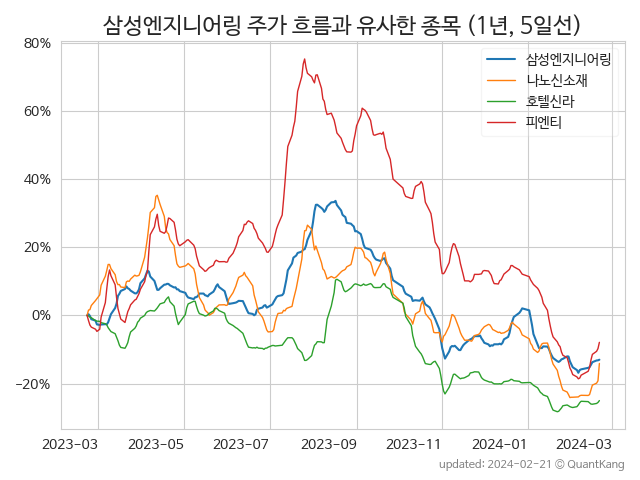 삼성엔지니어링 주가 흐름과 유사한 종목 (1년, 5일선)
80%
60%
40%
20%
0%
−20%
삼성엔지니어링
나노신소재
호텔신라
피엔티
2023-03 2023-05 2023-07 2023-09 2023-11 2024-01 2024-03
updated: 2024-02-21 © QuantKang